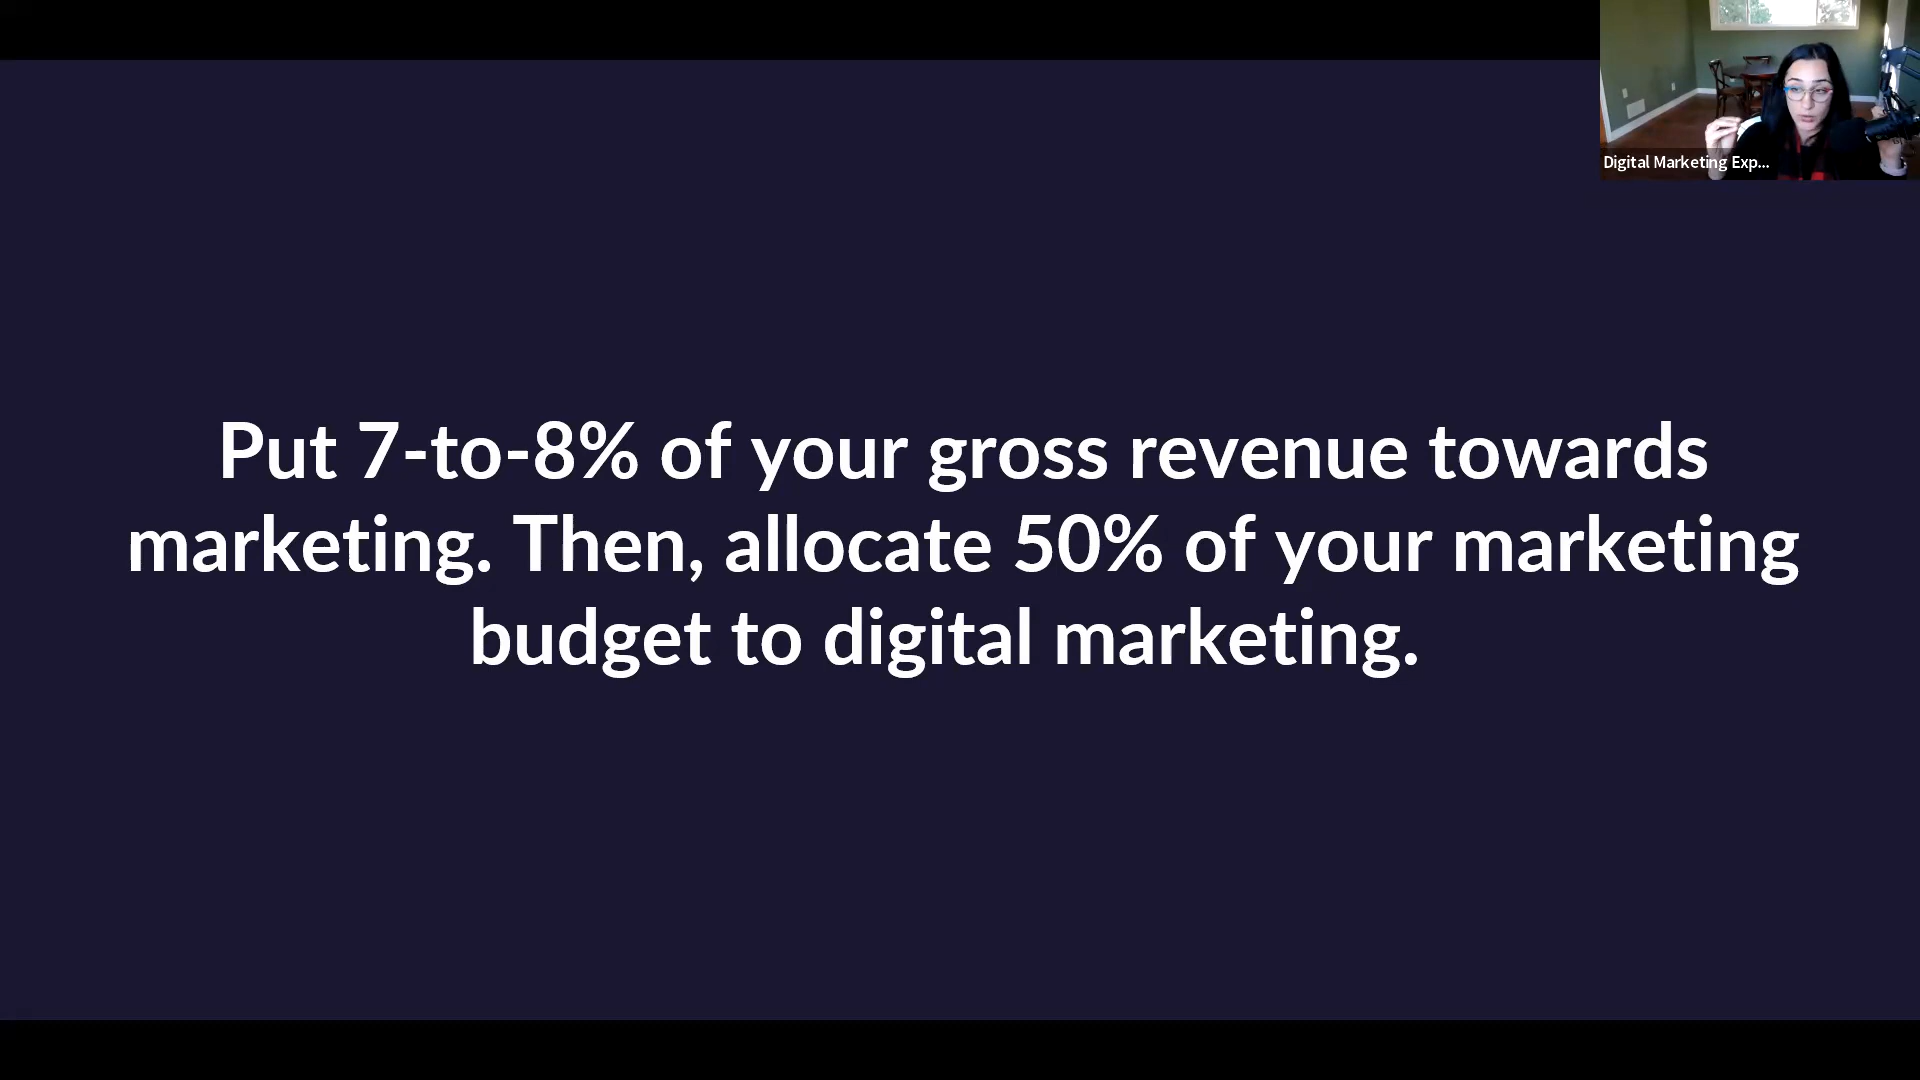 Digital Marketing Exp...
Put 7-to-8% of your gross revenue towards
marketing. Then, allocate 50% of your marketing
budget to digital marketing.